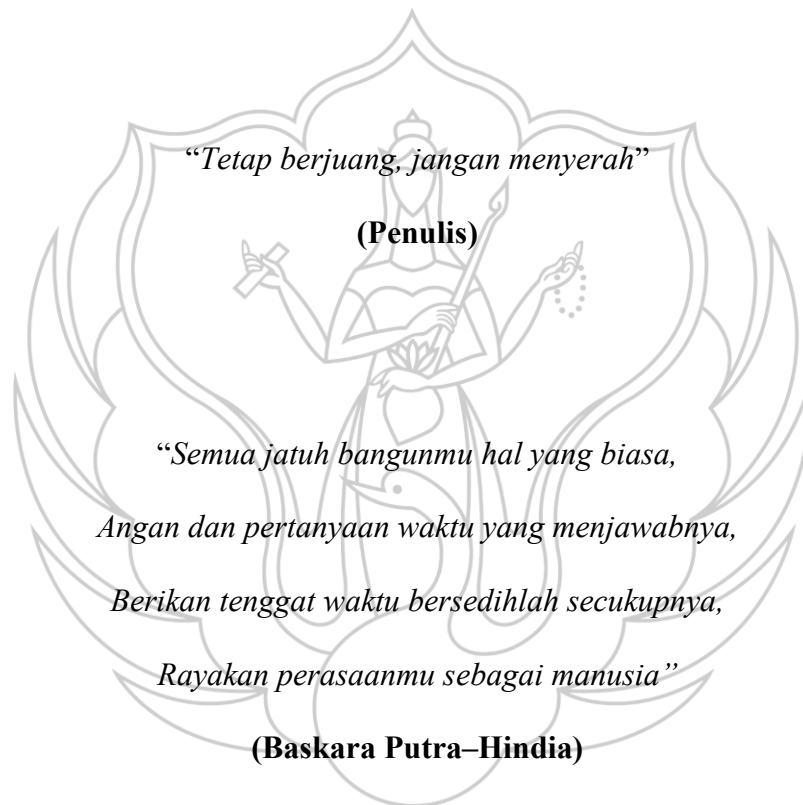 “Tetap berjuang, jangan menyerah”
(Penulis)
“Semua jatuh bangunmu hal yang biasa,
Angan dan pertanyaan waktu yang menjawabnya,
Berikan tenggat waktu bersedihlah secukupnya,
Rayakan perasaanmu sebagai manusia”
(Baskara Putra–Hindia)